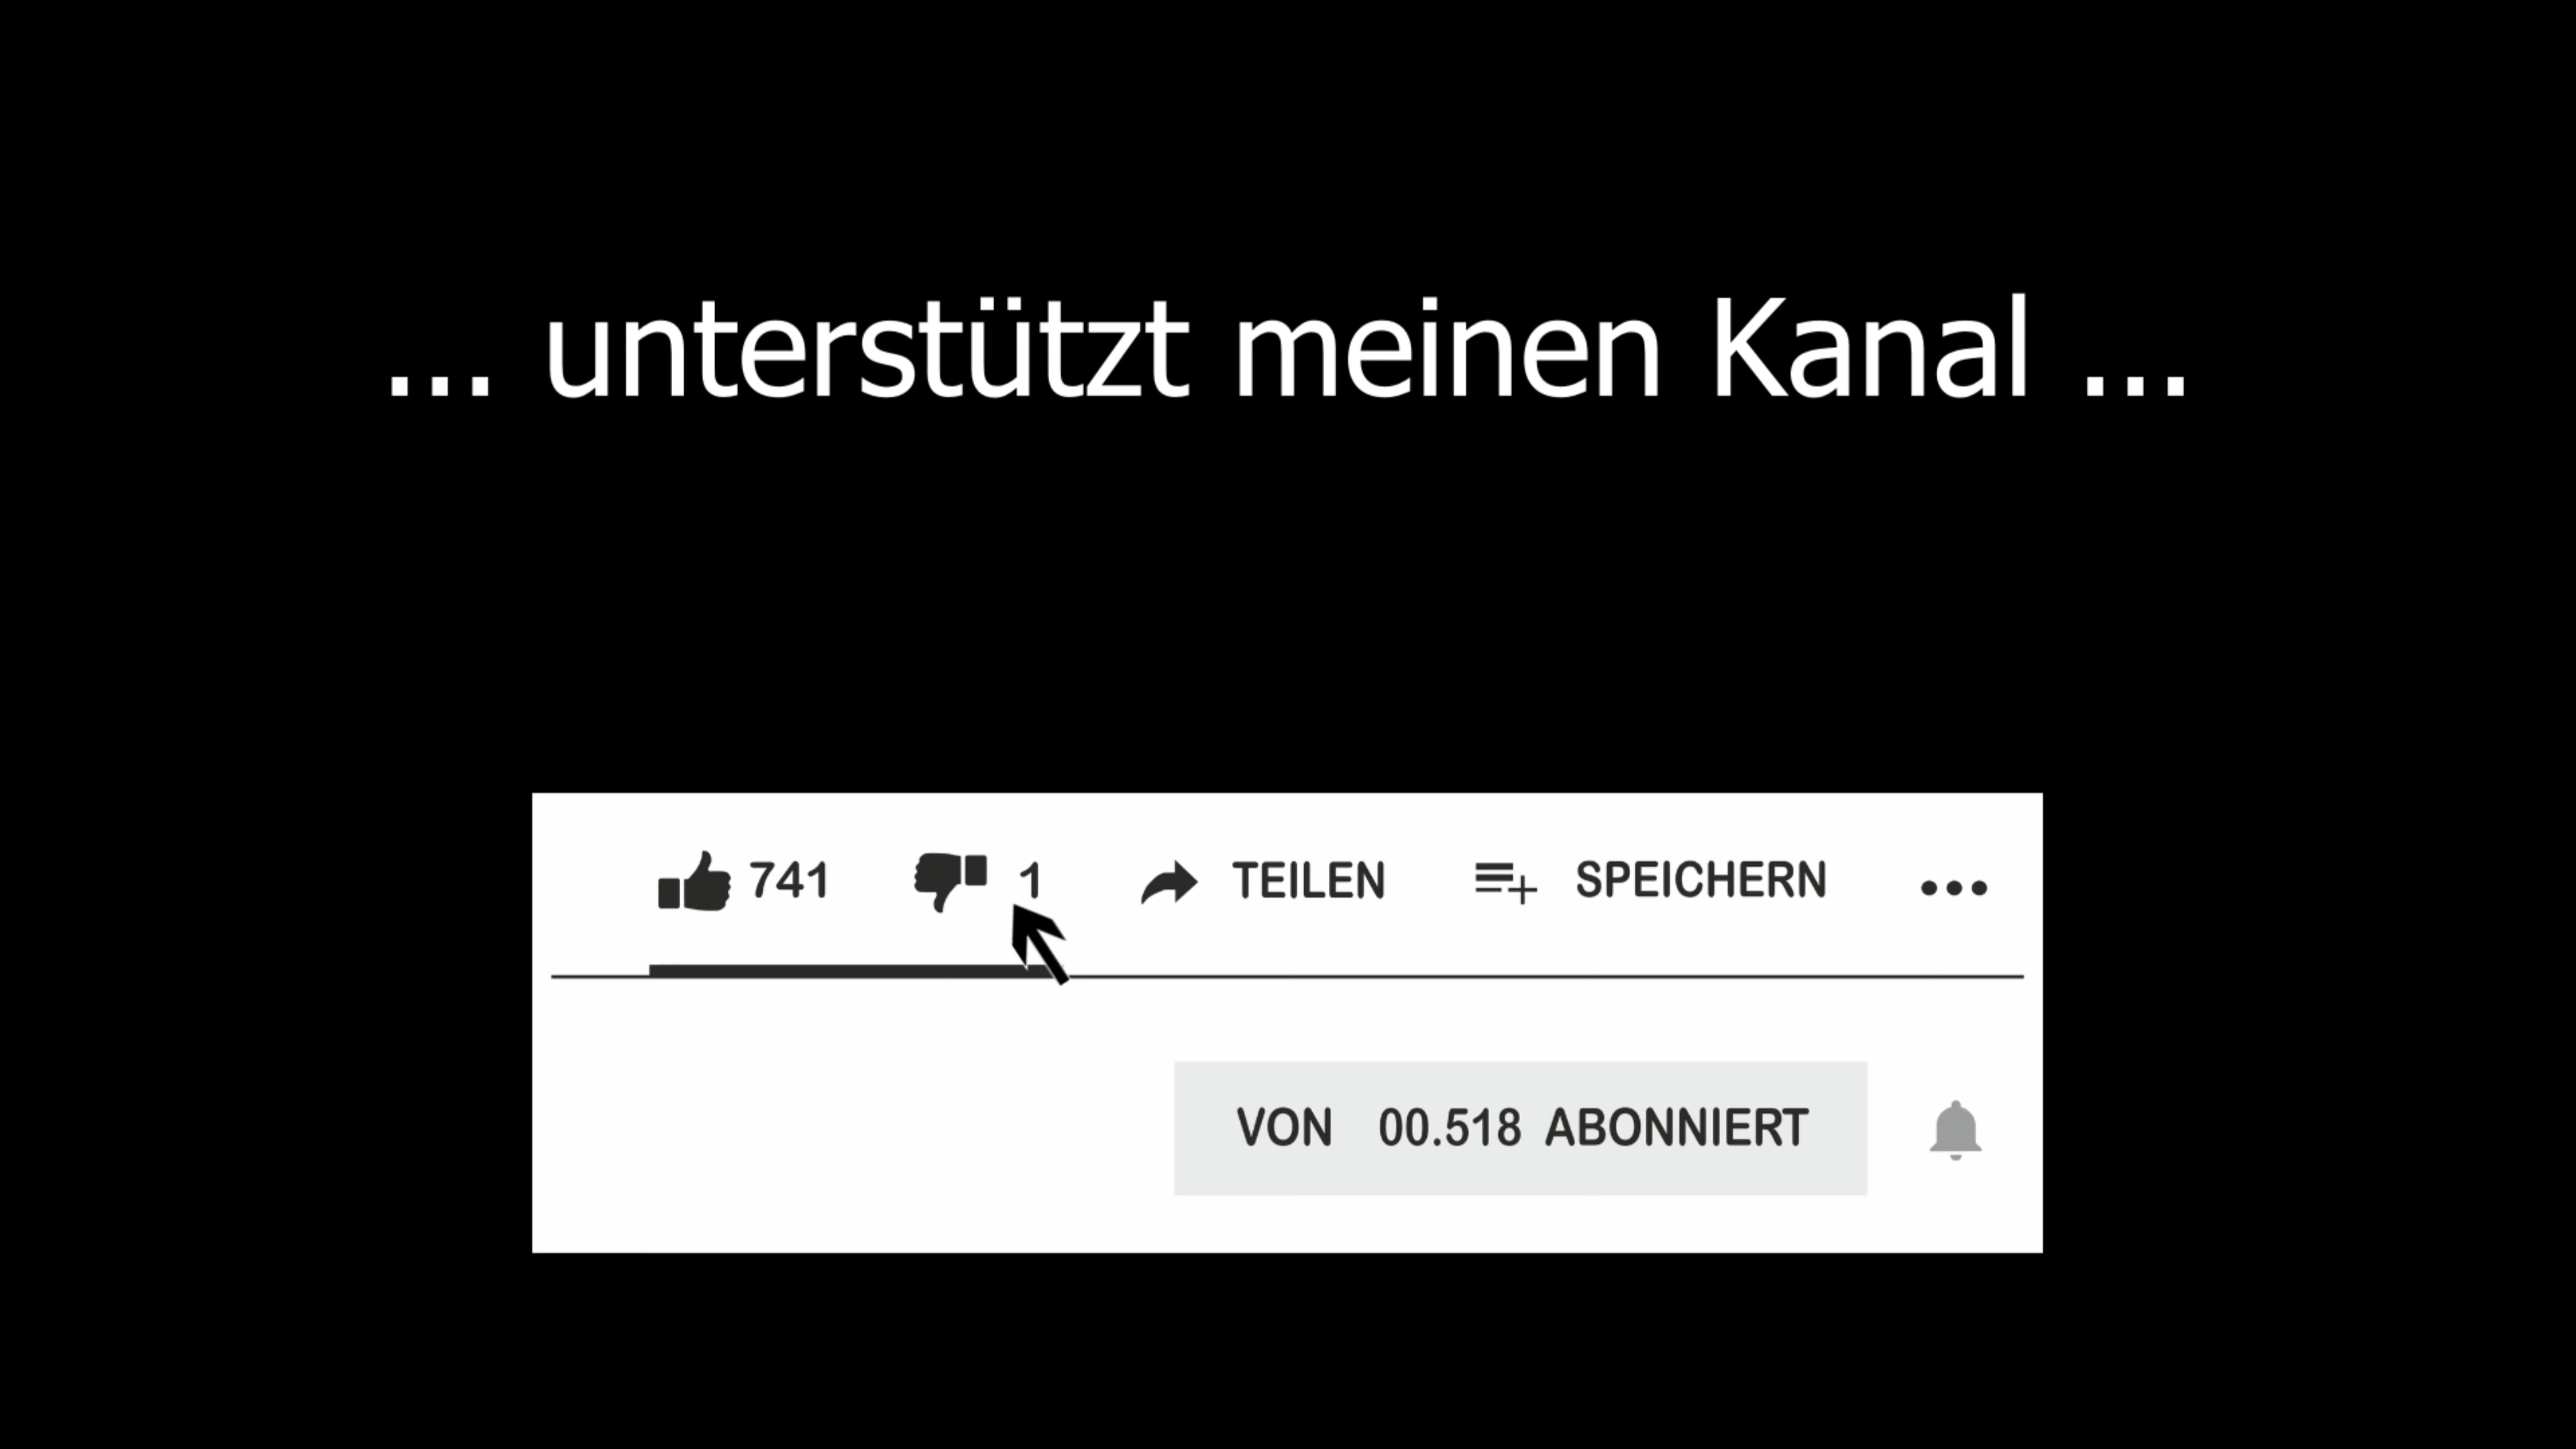 ... unterstützt meinen Kanal ...
741 1 TEILEN SPEICHERN
VON 00.518 ABONNIERT